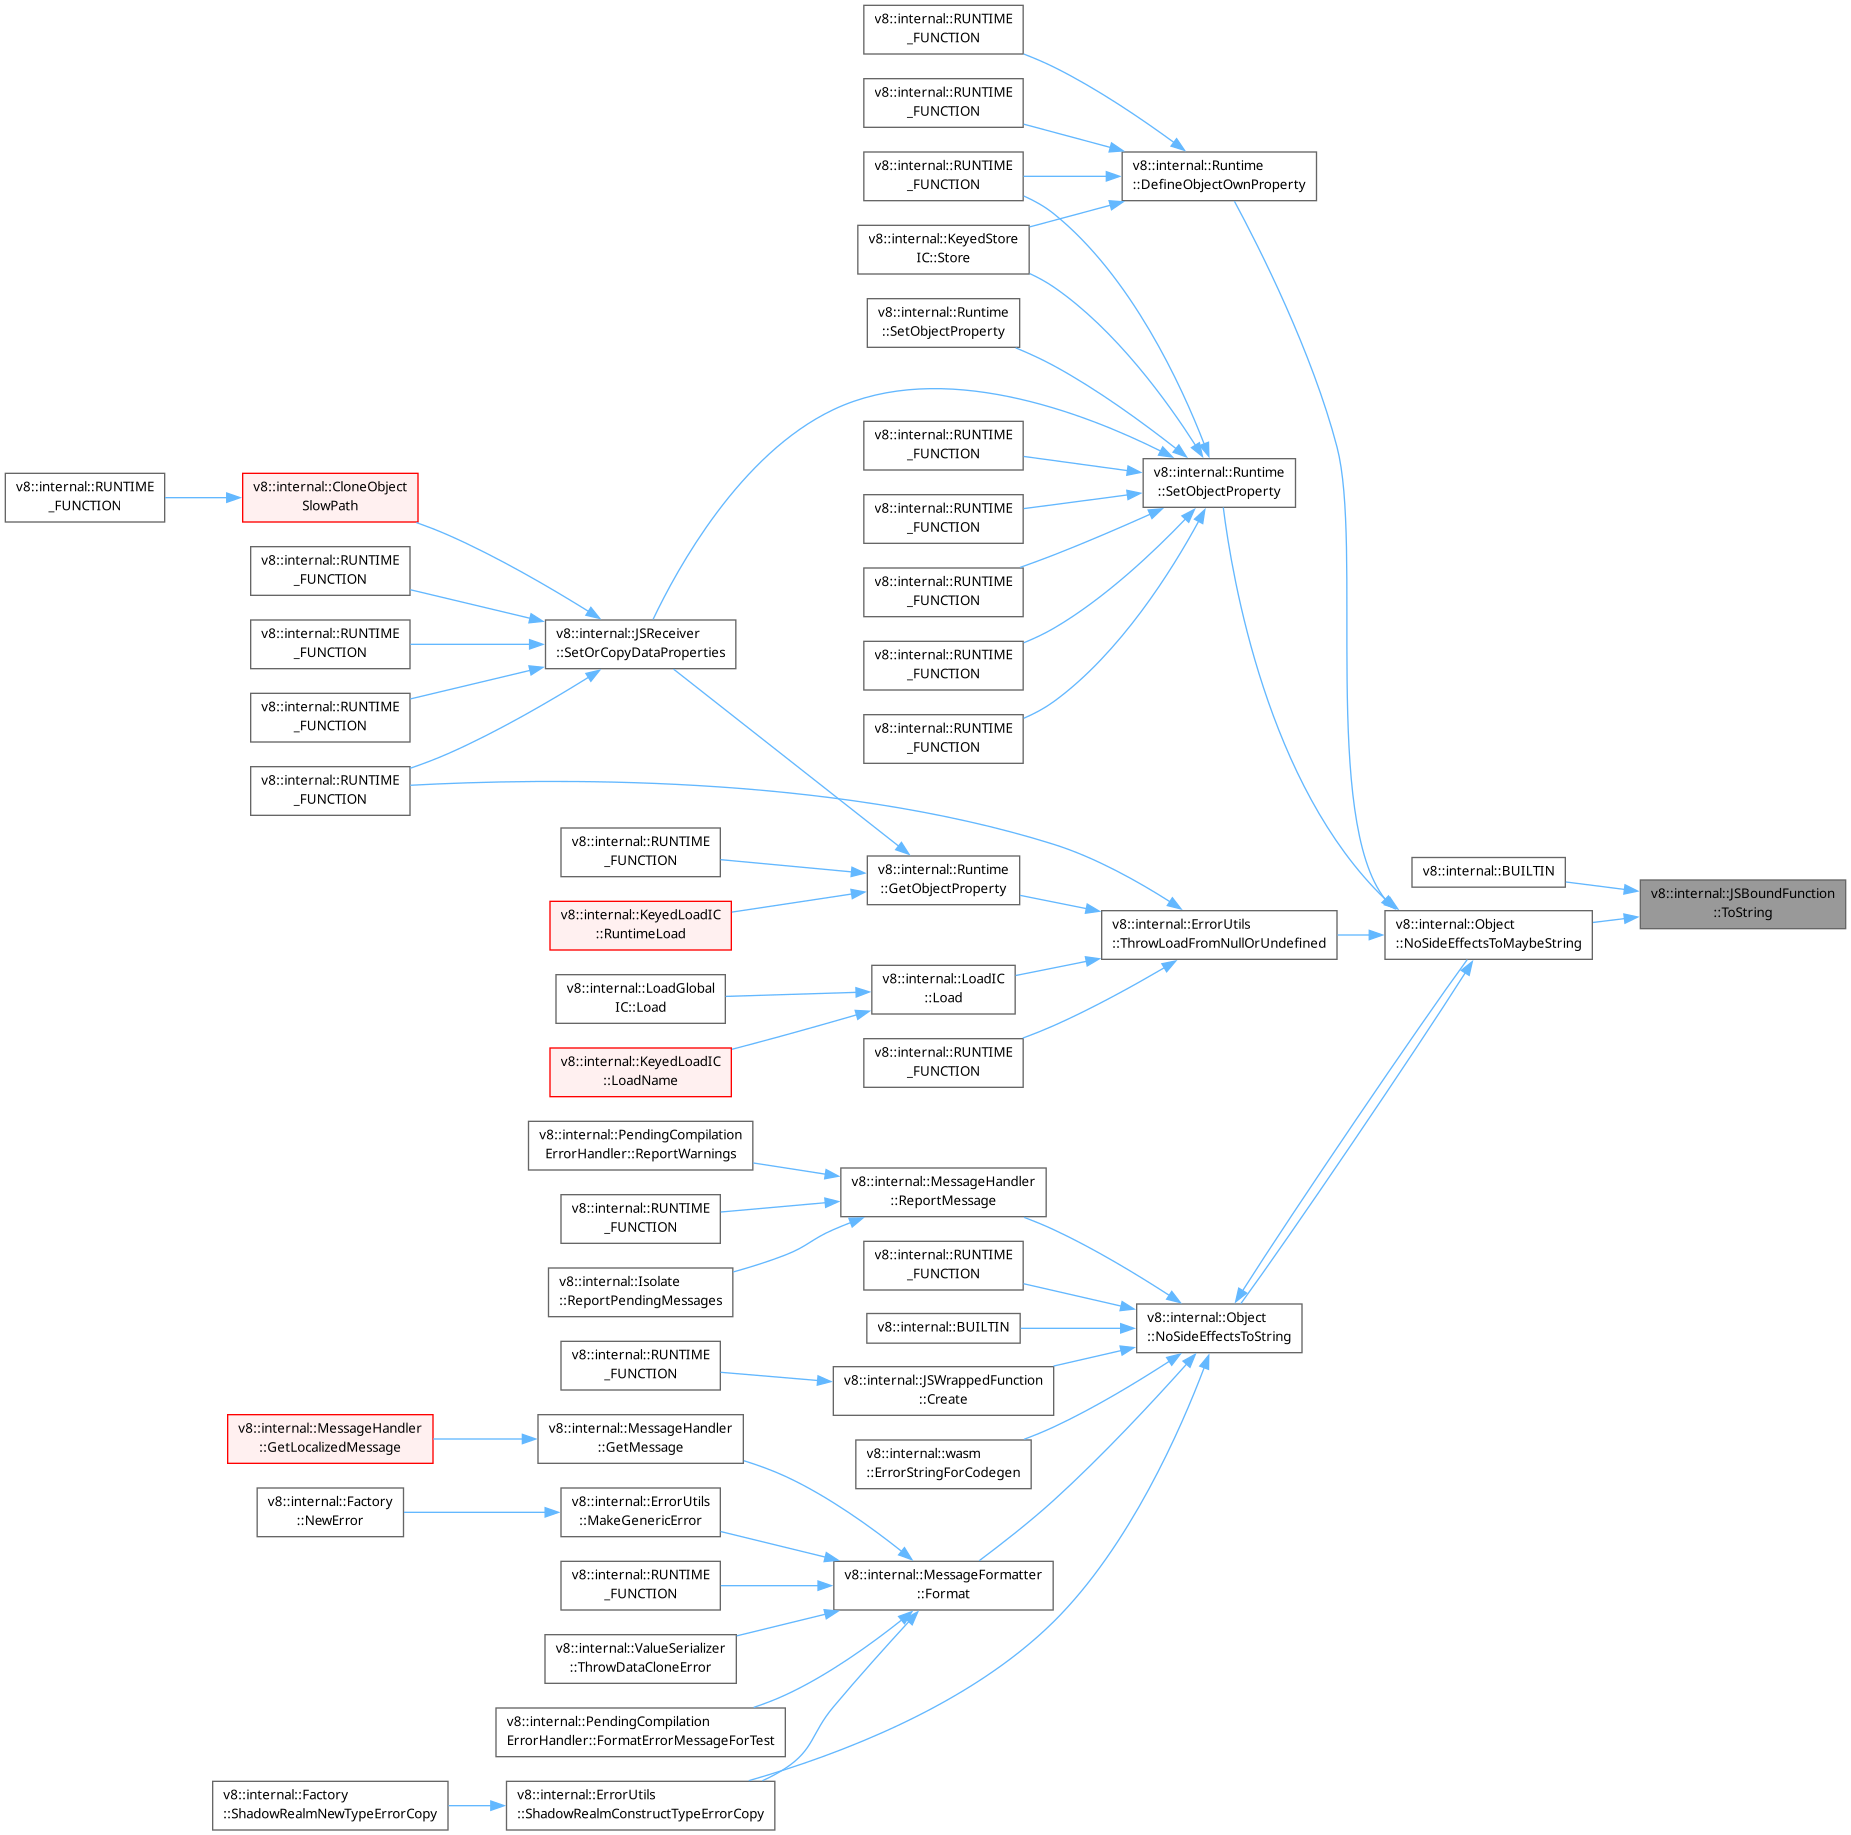 v8::internal::RUNTIME
_FUNCTION
v8::internal::RUNTIME
_FUNCTION
v8::internal::RUNTIME
_FUNCTION
v8::internal::Runtime
::DefineObjectOwnProperty
v8::internal::KeyedStore
IC::Store
v8::internal::Runtime
::SetObjectProperty
v8::internal::RUNTIME
_FUNCTION
v8::internal::Runtime
::SetObjectProperty
v8::internal::RUNTIME
_FUNCTION
v8::internal::CloneObject
SlowPath
v8::internal::RUNTIME
_FUNCTION
v8::internal::RUNTIME
_FUNCTION
v8::internal::RUNTIME
_FUNCTION
v8::internal::RUNTIME
_FUNCTION
v8::internal::JSReceiver
::SetOrCopyDataProperties
v8::internal::RUNTIME
_FUNCTION
v8::internal::RUNTIME
_FUNCTION
v8::internal::RUNTIME
_FUNCTION
v8::internal::RUNTIME
_FUNCTION
v8::internal::RUNTIME
_FUNCTION
v8::internal::RUNTIME
_FUNCTION
v8::internal::Runtime
::GetObjectProperty
v8::internal::BUILTIN
v8::internal::JSBoundFunction
::ToString
v8::internal::KeyedLoadIC
::RuntimeLoad
v8::internal::ErrorUtils
::ThrowLoadFromNullOrUndefined
v8::internal::Object
::NoSideEffectsToMaybeString
v8::internal::LoadGlobal
IC::Load
v8::internal::LoadIC
::Load
v8::internal::KeyedLoadIC
::LoadName
v8::internal::RUNTIME
_FUNCTION
v8::internal::PendingCompilation
ErrorHandler::ReportWarnings
v8::internal::MessageHandler
::ReportMessage
v8::internal::RUNTIME
_FUNCTION
v8::internal::RUNTIME
_FUNCTION
v8::internal::Isolate
::ReportPendingMessages
v8::internal::BUILTIN
v8::internal::Object
::NoSideEffectsToString
v8::internal::RUNTIME
_FUNCTION
v8::internal::JSWrappedFunction
::Create
v8::internal::MessageHandler
::GetLocalizedMessage
v8::internal::MessageHandler
::GetMessage
v8::internal::wasm
::ErrorStringForCodegen
v8::internal::Factory
::NewError
v8::internal::ErrorUtils
::MakeGenericError
v8::internal::RUNTIME
_FUNCTION
v8::internal::MessageFormatter
::Format
v8::internal::ValueSerializer
::ThrowDataCloneError
v8::internal::PendingCompilation
ErrorHandler::FormatErrorMessageForTest
v8::internal::Factory
::ShadowRealmNewTypeErrorCopy
v8::internal::ErrorUtils
::ShadowRealmConstructTypeErrorCopy